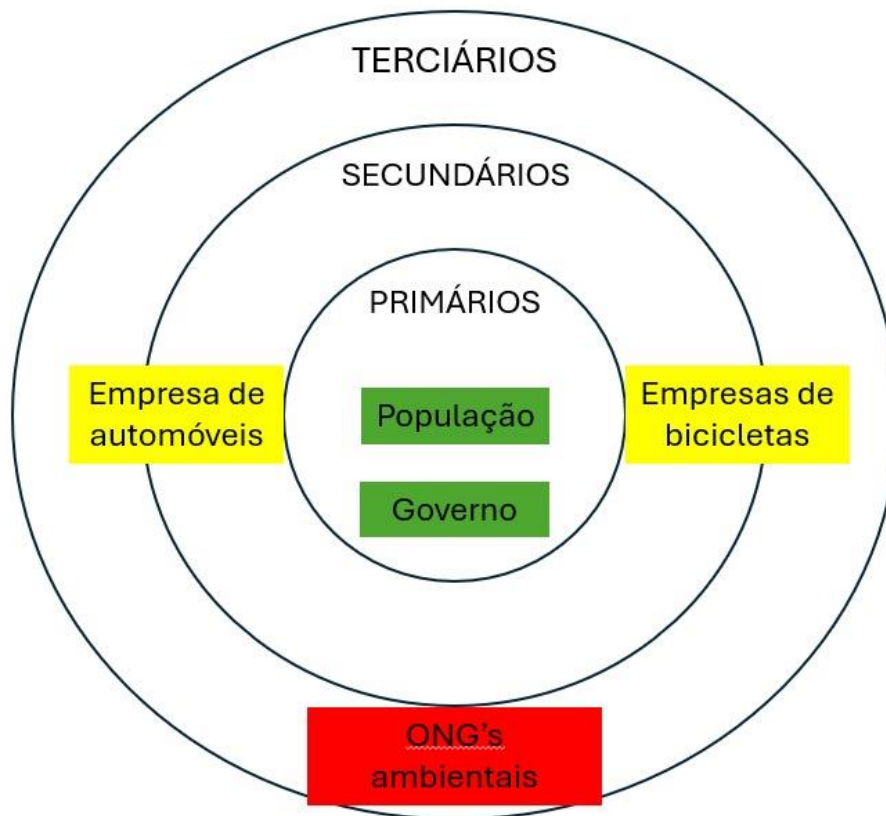 TERCIÁRIOS
SECUNDÁRIOS
PRIMÁRIOS
Empresa de
automóveis
População
Empresas de
bicicletas
Governo
ONG's
ambientais